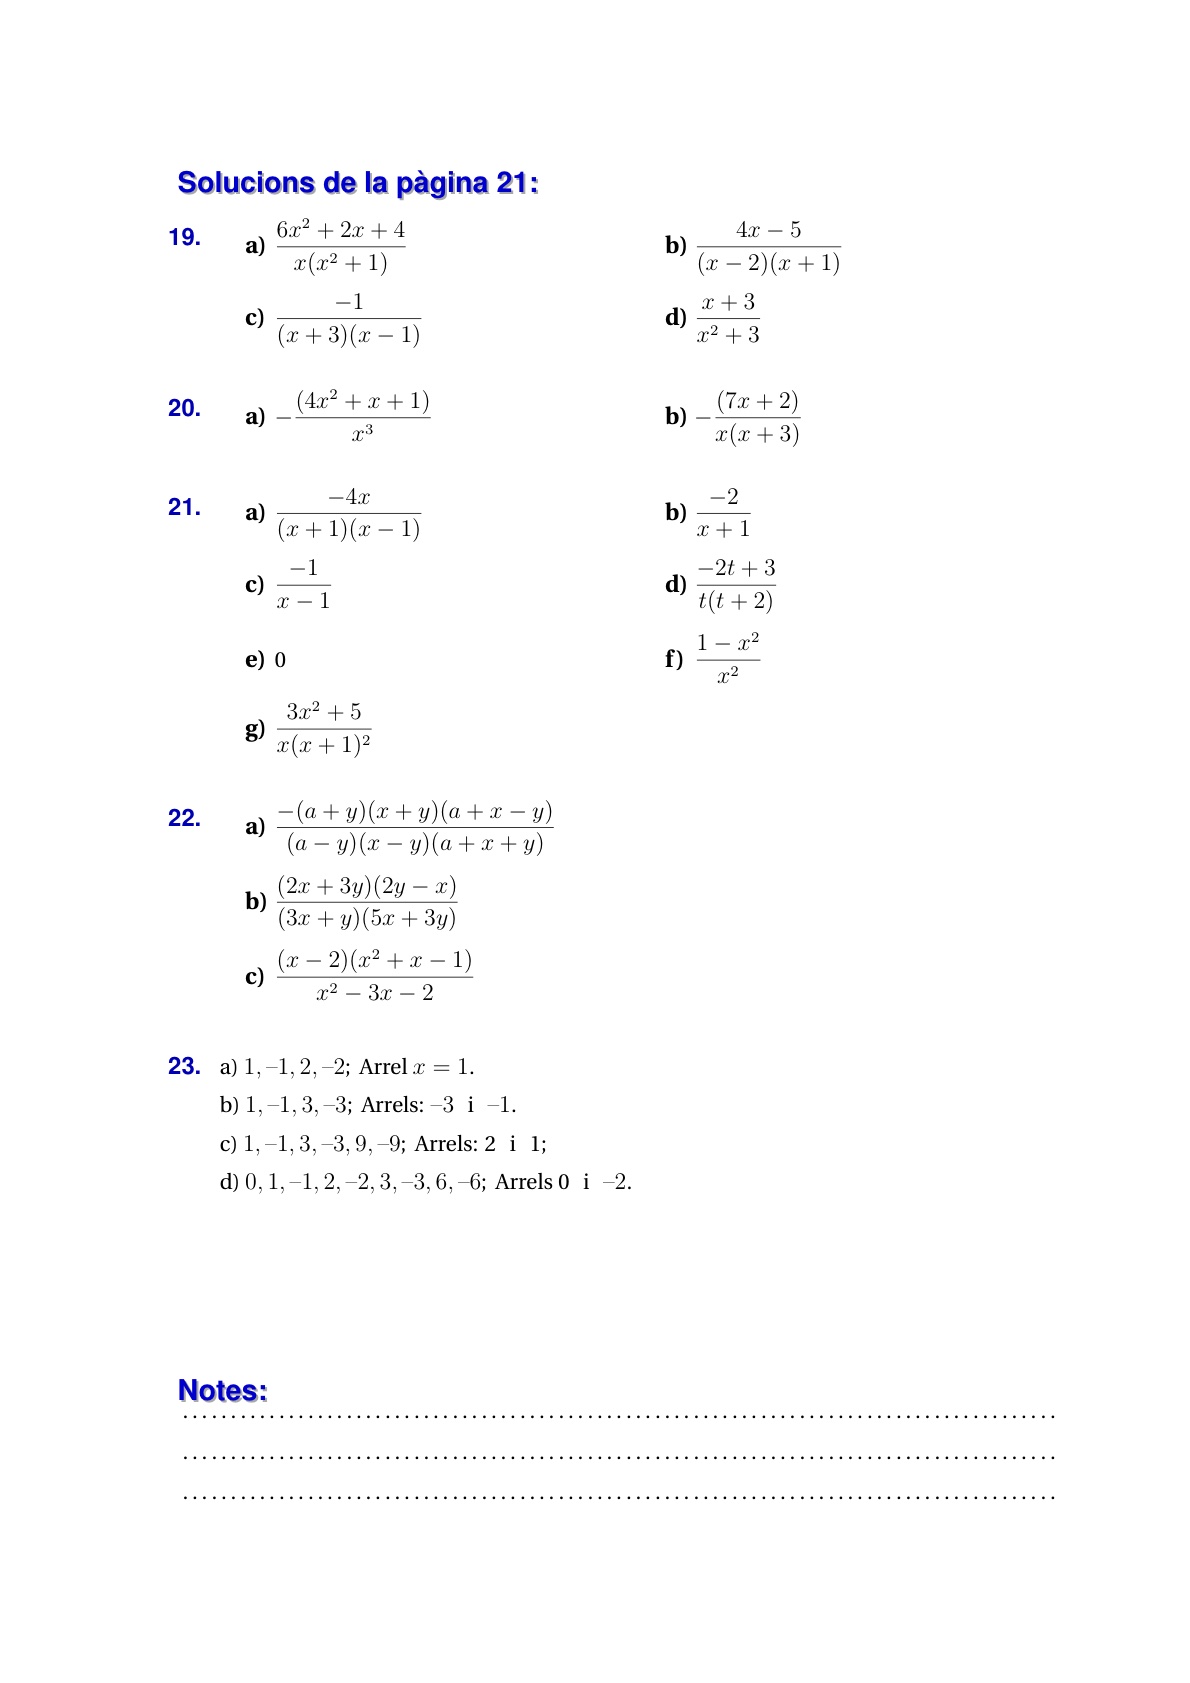 Solucions de la pàgina 21:
19. a) \frac{6x^2 + 2x + 4}{x(x^2 + 1)} b) \frac{4x - 5}{(x - 2)(x + 1)}
c) \frac{-1}{(x + 3)(x - 1)} d) \frac{x + 3}{x^2 + 3}
20. a) -\frac{(4x^2 + x + 1)}{x^3} b) -\frac{(7x + 2)}{x(x + 3)}
21. a) \frac{-4x}{(x + 1)(x - 1)} b) \frac{-2}{x + 1}
c) \frac{-1}{x - 1} d) \frac{-2t + 3}{t(t + 2)}
e) 0 f) \frac{1 - x^2}{x^2}
g) \frac{3x^2 + 5}{x(x + 1)^2}
22. a) \frac{-(a + y)(x + y)(a + x - y)}{(a - y)(x - y)(a + x + y)}
b) \frac{(2x + 3y)(2y - x)}{(3x + y)(5x + 3y)}
c) \frac{(x - 2)(x^2 + x - 1)}{x^2 - 3x - 2}
23. a) 1, –1, 2, –2; Arrel x = 1.
b) 1, –1, 3, –3; Arrels: –3 i –1.
c) 1, –1, 3, –3, 9, –9; Arrels: 2 i 1;
d) 0, 1, –1, 2, –2, 3, –3, 6, –6; Arrels 0 i –2.
Notes: